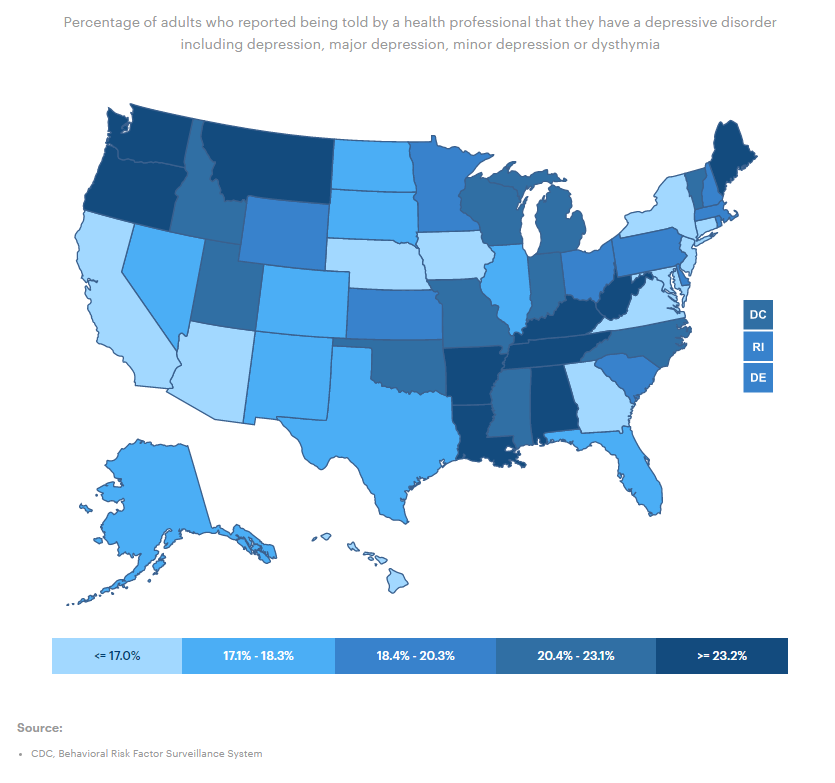 Percentage of adults who reported being told by a health professional that they have a depressive disorder
including depression, major depression, minor depression or dysthymia
DC
RI
DE
<= 17.0%
17.1% - 18.3%
18.4% - 20.3%
20.4% - 23.1%
>= 23.2%
Source:
• CDC, Behavioral Risk Factor Surveillance System